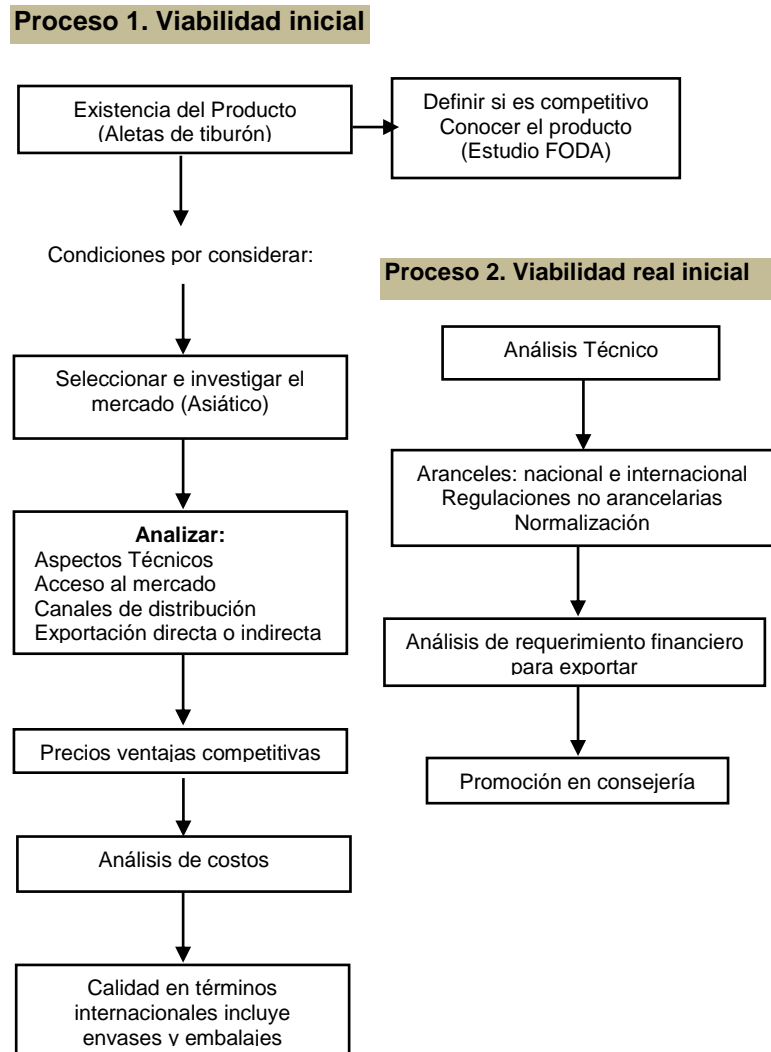 Proceso 1. Viabilidad inicial
Existencia del Producto
(Aletas de tiburón)
Definir si es competitivo
Conocer el producto
(Estudio FODA)
Condiciones por considerar:
Seleccionar e investigar el
mercado (Asiático)
Analizar:
Aspectos Técnicos
Acceso al mercado
Canales de distribución
Exportación directa o indirecta
Precios ventajas competitivas
Análisis de costos
Calidad en términos
internacionales incluye
envases y embalajes
Proceso 2. Viabilidad real inicial
Análisis Técnico
Aranceles: nacional e internacional
Regulaciones no arancelarias
Normalización
Análisis de requerimiento financiero
para exportar
Promoción en consejería